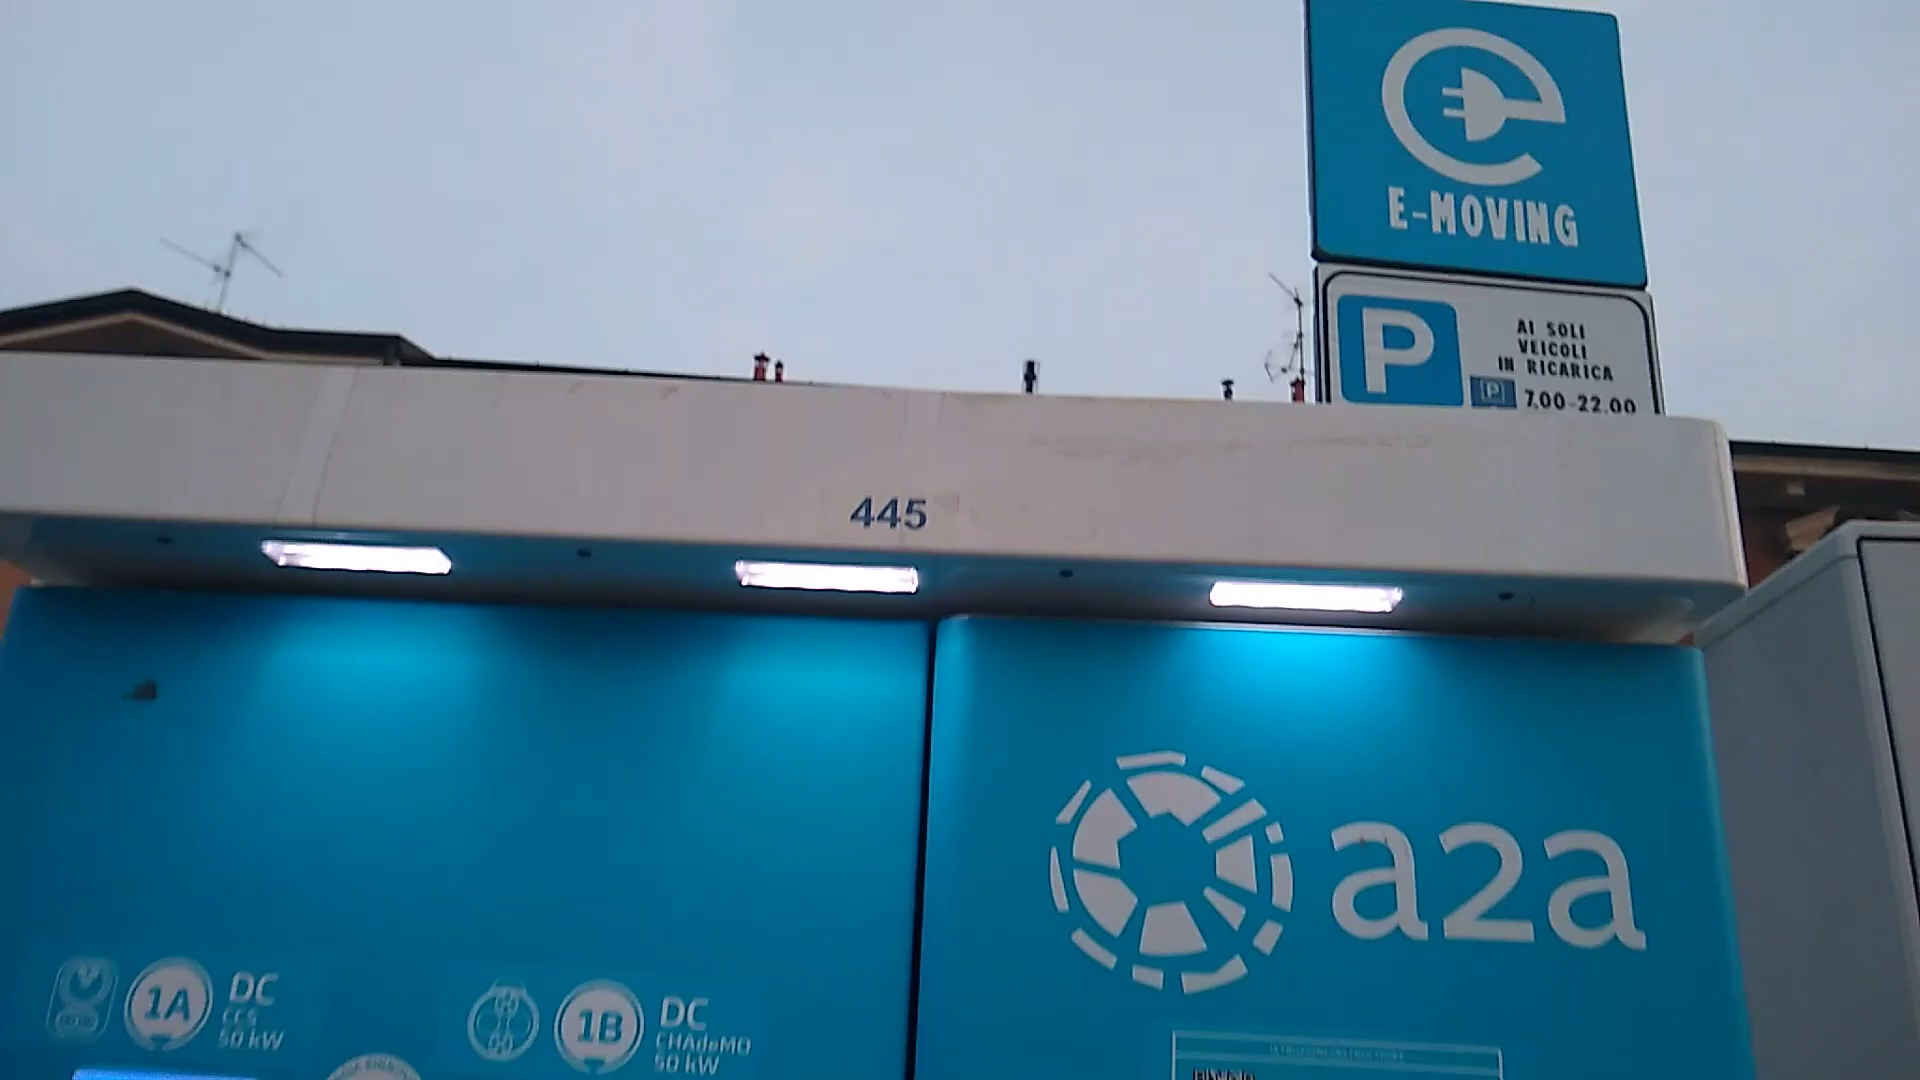 E-MOVING
P
AI SOLI
VEICOLI
IN RICARICA
P 7.00-22.00
445
a2a
1A
DC
CCS
50 kW
1B
DC
CHAdeMO
50 kW